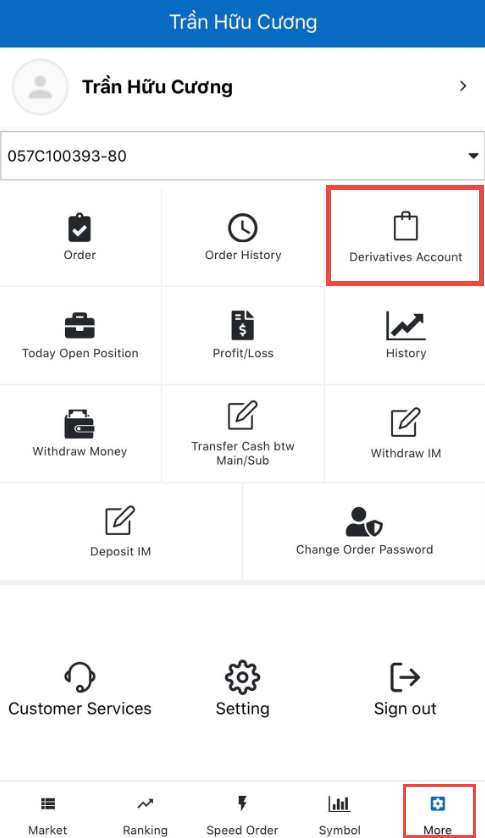 Trần Hữu Cương
Trần Hữu Cương
057C100393-80
Order
Order History
Derivatives Account
Today Open Position
Profit/Loss
History
Withdraw Money
Transfer Cash btw
Main/Sub
Withdraw IM
Deposit IM
Change Order Password
Customer Services
Setting
Sign out
Market
Ranking
Speed Order
Symbol
More